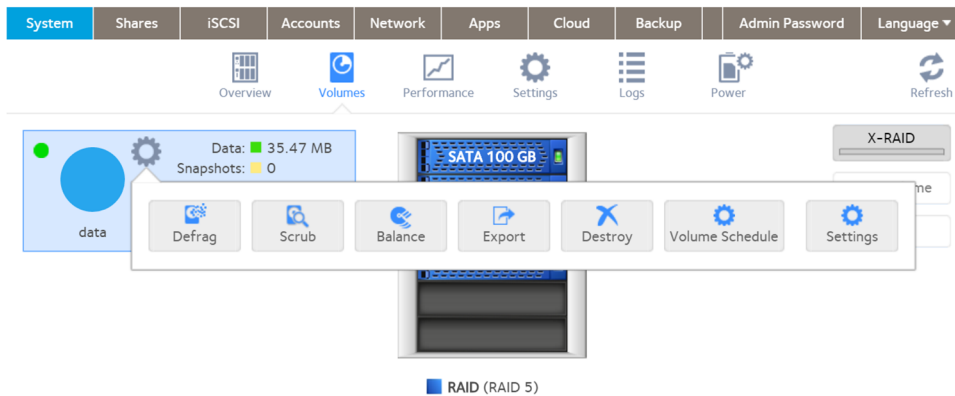 System Shares iSCSI Accounts Network Apps Cloud Backup Admin Password Language
Overview Volumes Performance Settings Logs Power Refresh
Data: 35.47 MB
Snapshots: 0
data
SATA 100 GB
X-RAID
me
Defrag Scrub Balance Export Destroy Volume Schedule Settings
RAID (RAID 5)